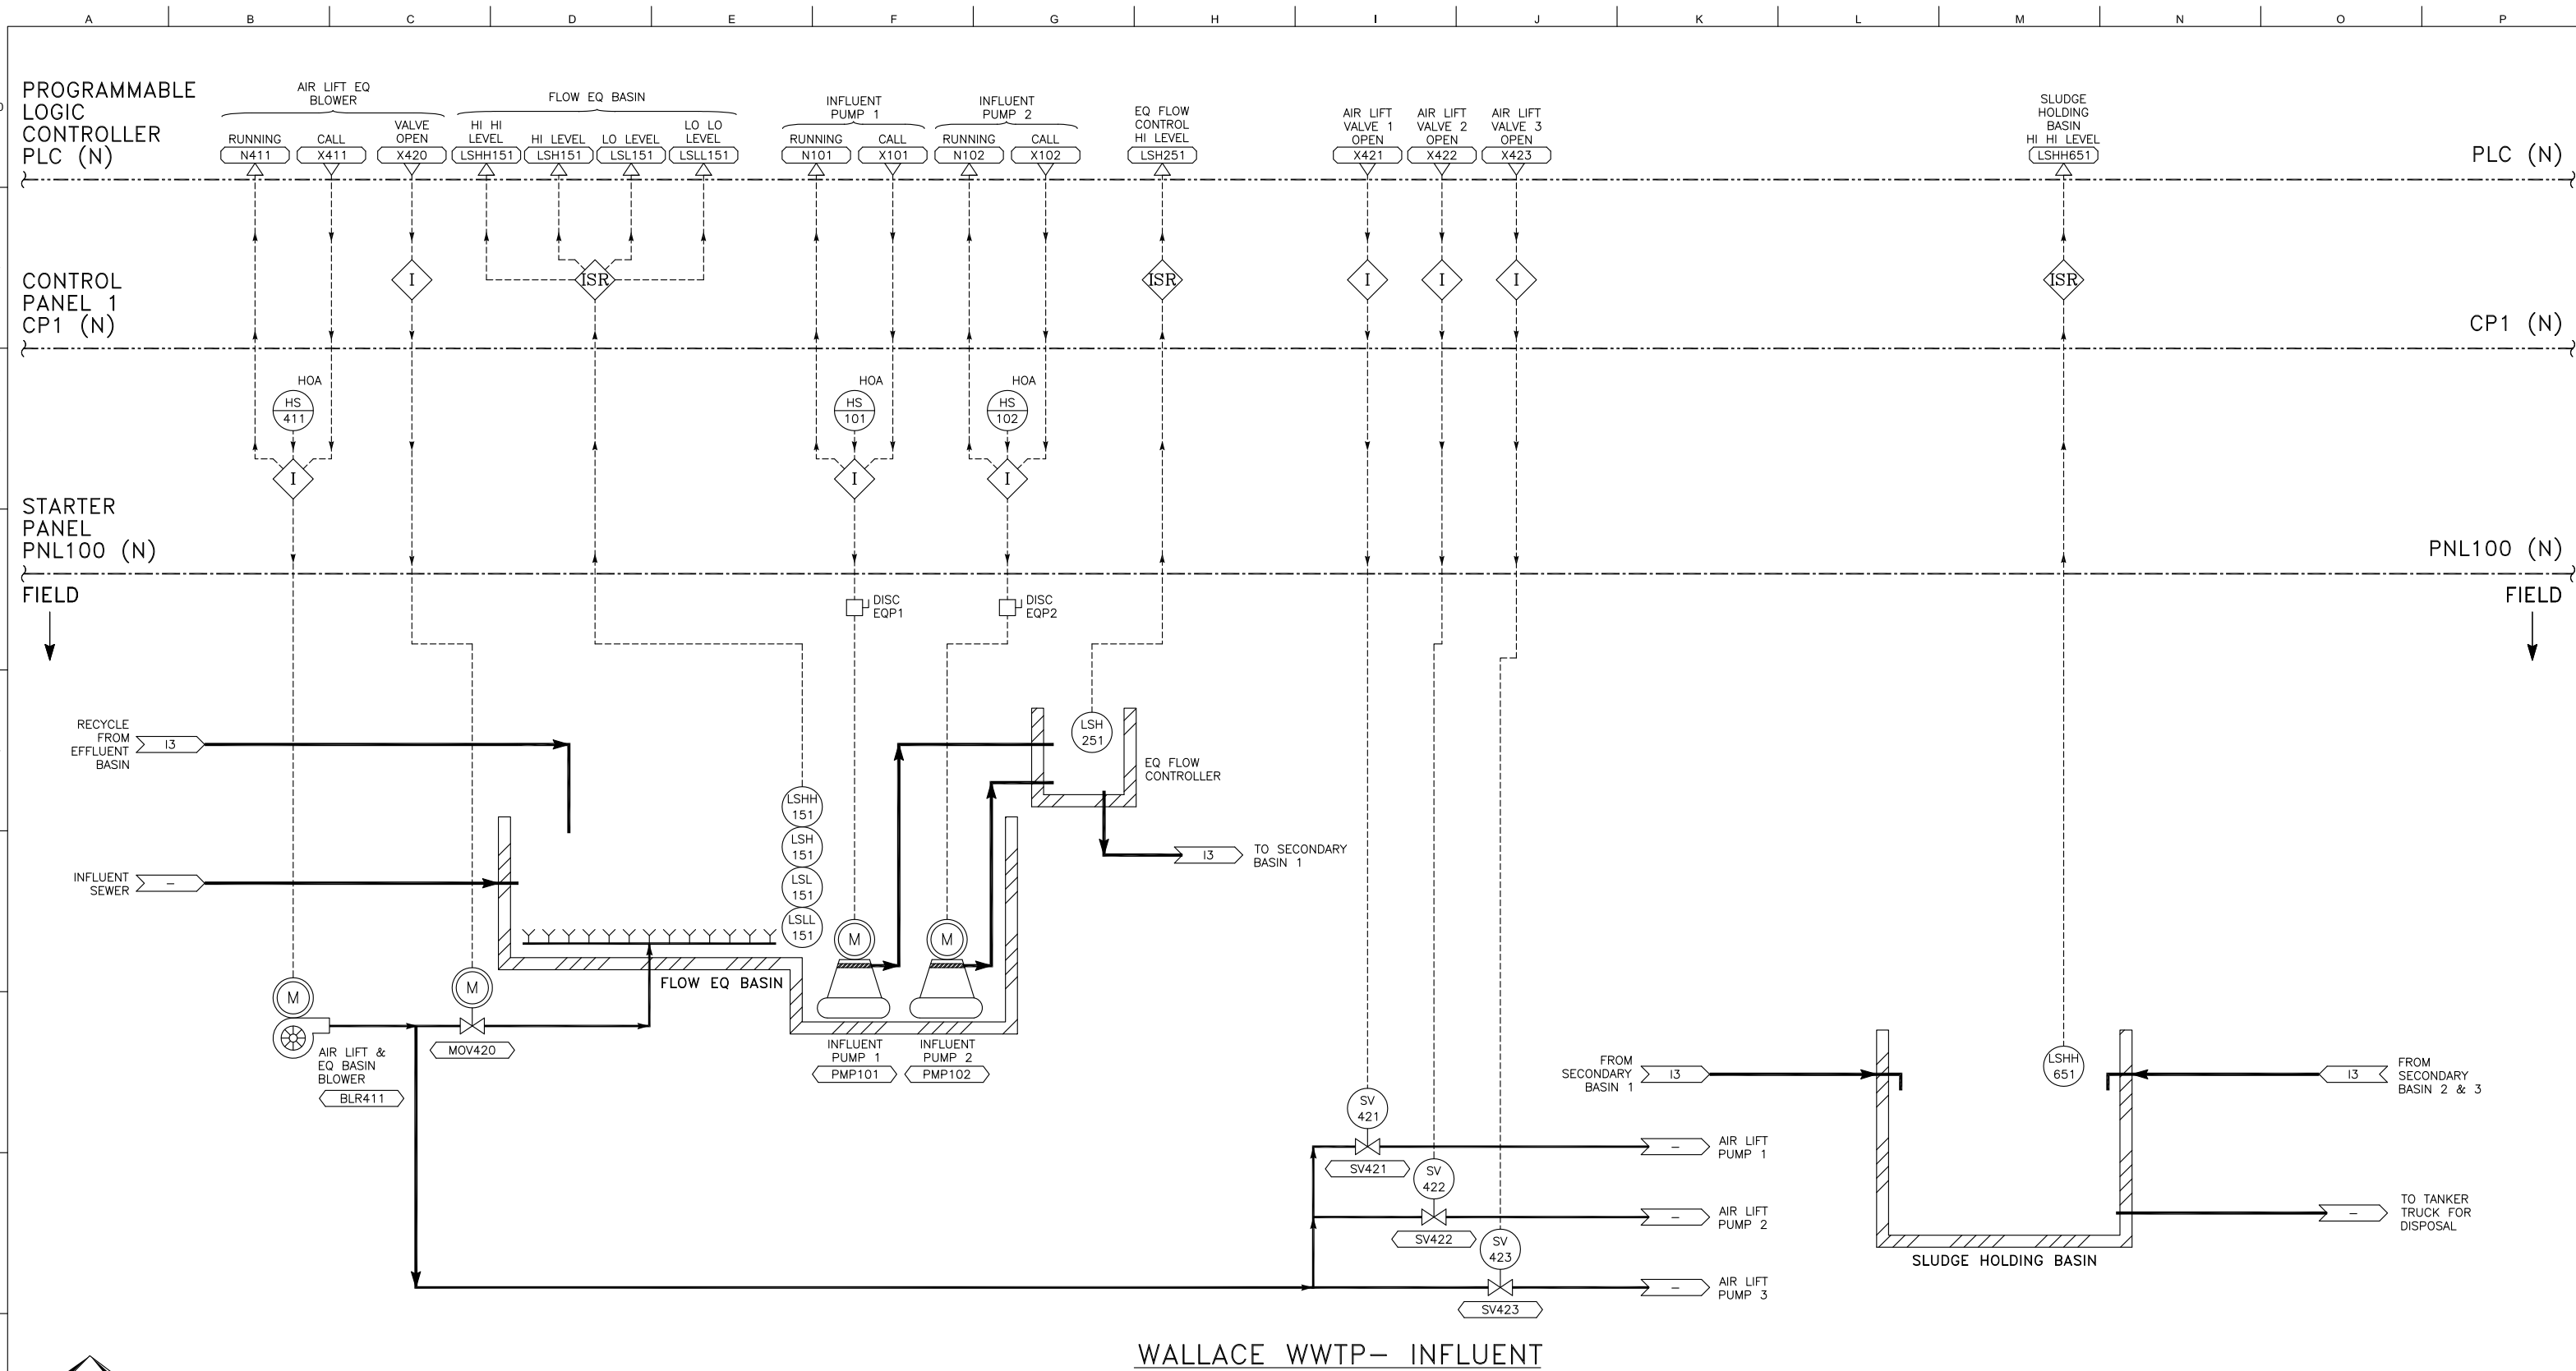 A B C D E F G H I J K L M N O P
PROGRAMMABLE
LOGIC
CONTROLLER
PLC (N)
AIR LIFT EQ
BLOWER
RUNNING
N411
CALL
X411
VALVE
OPEN
X420
FLOW EQ BASIN
HI HI
LEVEL
LSHH151
HI LEVEL
LSH151
LO LEVEL
LSL151
LO LO
LEVEL
LSLL151
INFLUENT
PUMP 1
RUNNING
N101
CALL
X101
INFLUENT
PUMP 2
RUNNING
N102
CALL
X102
EQ FLOW
CONTROL
HI LEVEL
LSH251
AIR LIFT
VALVE 1
OPEN
X421
AIR LIFT
VALVE 2
OPEN
X422
AIR LIFT
VALVE 3
OPEN
X423
SLUDGE
HOLDING
BASIN
HI HI LEVEL
LSHH651
PLC (N)
CONTROL
PANEL 1
CP1 (N)
I
ISR
ISR
I
I
I
ISR
CP1 (N)
HOA
HS
411
I
HOA
HS
101
I
HOA
HS
102
I
STARTER
PANEL
PNL100 (N)
PNL100 (N)
FIELD
FIELD
DISC
EQP1
DISC
EQP2
RECYCLE
FROM
EFFLUENT
BASIN
I3
LSH
251
EQ FLOW
CONTROLLER
LSHH
151
LSH
151
LSL
151
LSLL
151
I3
TO SECONDARY
BASIN 1
INFLUENT
SEWER
–
M
M
FLOW EQ BASIN
M
M
AIR LIFT &
EQ BASIN
BLOWER
BLR411
MOV420
INFLUENT
PUMP 1
PMP101
INFLUENT
PUMP 2
PMP102
FROM
SECONDARY
BASIN 1
I3
LSHH
651
I3
FROM
SECONDARY
BASIN 2 & 3
SV
421
SV421
–
AIR LIFT
PUMP 1
SV
422
SV422
–
AIR LIFT
PUMP 2
SV
423
SV423
–
AIR LIFT
PUMP 3
–
TO TANKER
TRUCK FOR
DISPOSAL
SLUDGE HOLDING BASIN
WALLACE WWTP– INFLUENT